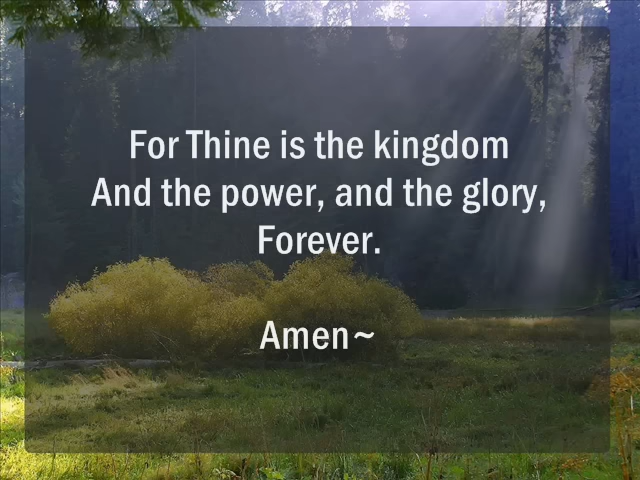 For Thine is the kingdom
And the power, and the glory,
Forever.
Amen~